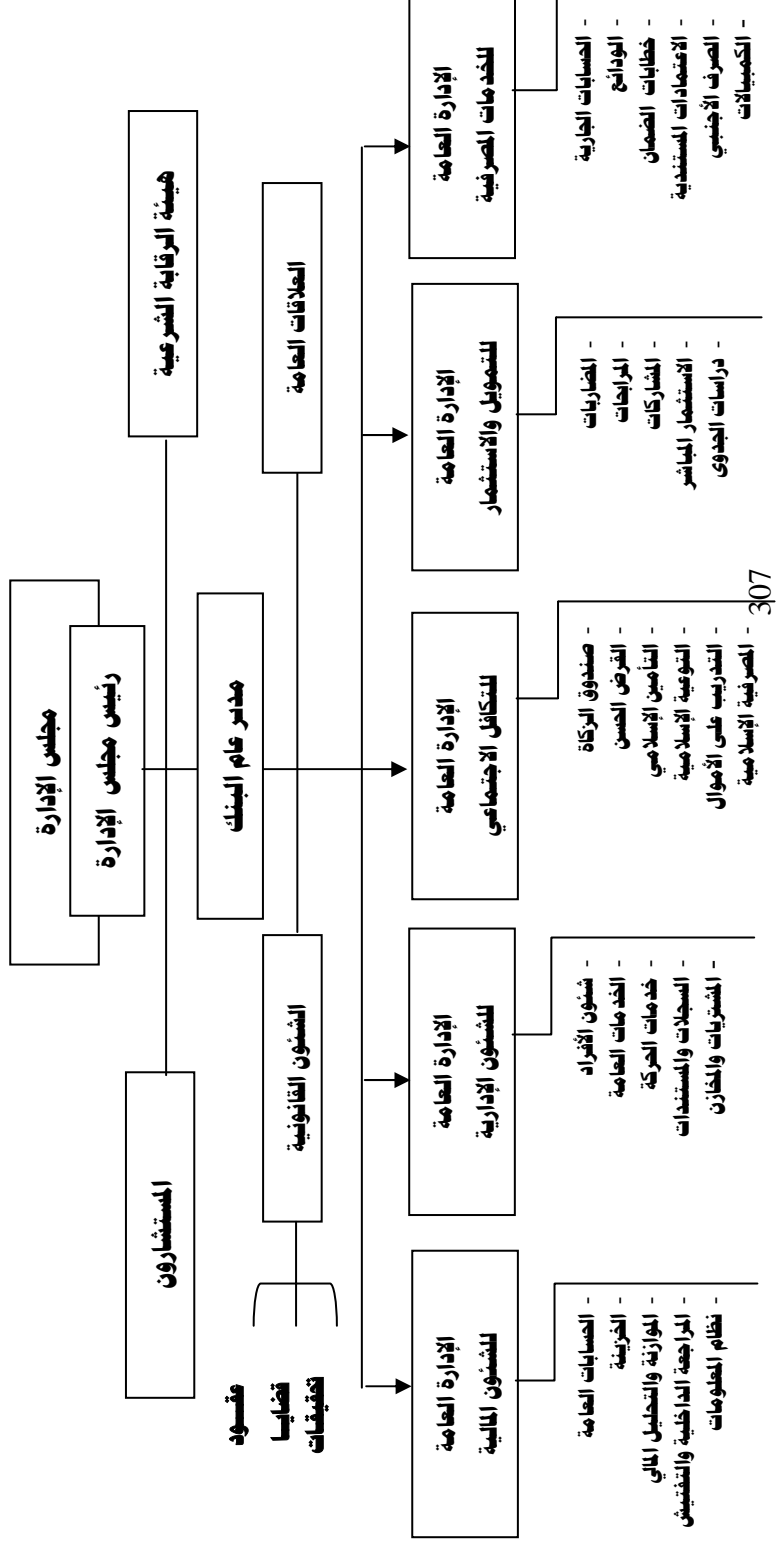 مجلس الإدارة
رئيس مجلس الإدارة
هيئة الرقابة الشرعية
المستشارون
مدير عام البنك
العلاقات العامة
الشئون القانونية
عقود
قضايا
تحقيقات
الإدارة العامة
للخدمات المصرفية
- الحسابات الجارية
- الودائع
- خطابات الضمان
- الاعتمادات المستندية
- الصرف الأجنبي
- الكمبيالات
الإدارة العامة
للتمويل والاستثمار
- المضاربات
- المرابحات
- المشاركات
- الاستثمار المباشر
- دراسات الجدوى
الإدارة العامة
للتكافل الاجتماعي
- صندوق الزكاة
- القرض الحسن
- التأمين الإسلامي
- التوعية الإسلامية
- التدريب على الأموال
- المصرفية الإسلامية
الإدارة العامة
للشئون الإدارية
- شئون الأفراد
- الخدمات العامة
- خدمات الحركة
- السجلات والمستندات
- المشتريات والمخازن
الإدارة العامة
للشئون المالية
- الحسابات العامة
- الخزينة
- الموازنة والتحليل المالي
- المراجعة الداخلية والتفتيش
- نظام المعلومات
307